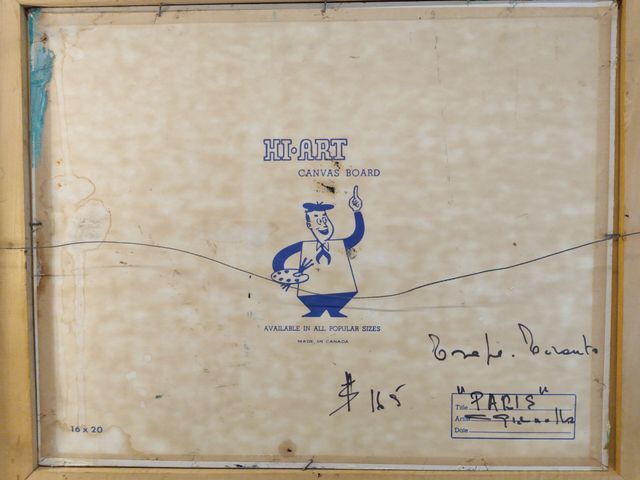 HI·ART
CANVAS BOARD
AVAILABLE IN ALL POPULAR SIZES
MADE IN CANADA
$ 165
16 x 20
Title "PARIS"
Artist
Date